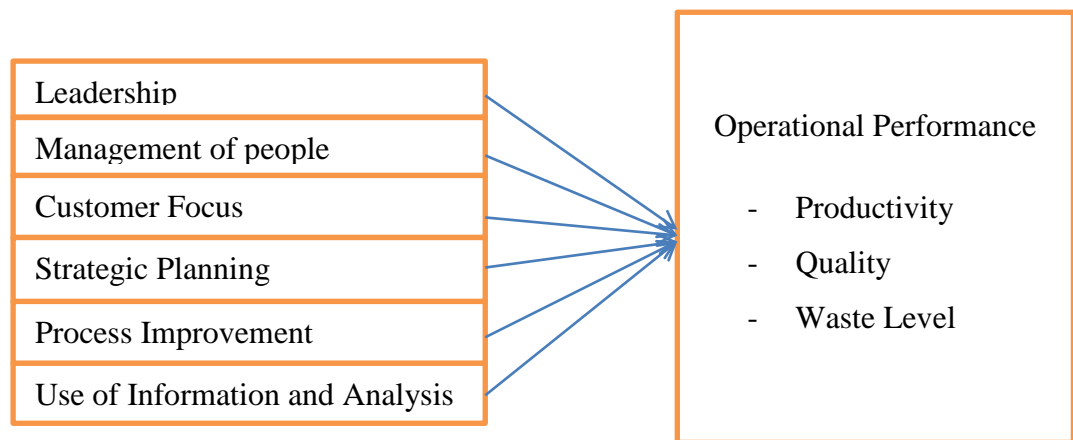 Leadership
Management of people
Customer Focus
Strategic Planning
Process Improvement
Use of Information and Analysis
Operational Performance
- Productivity
- Quality
- Waste Level